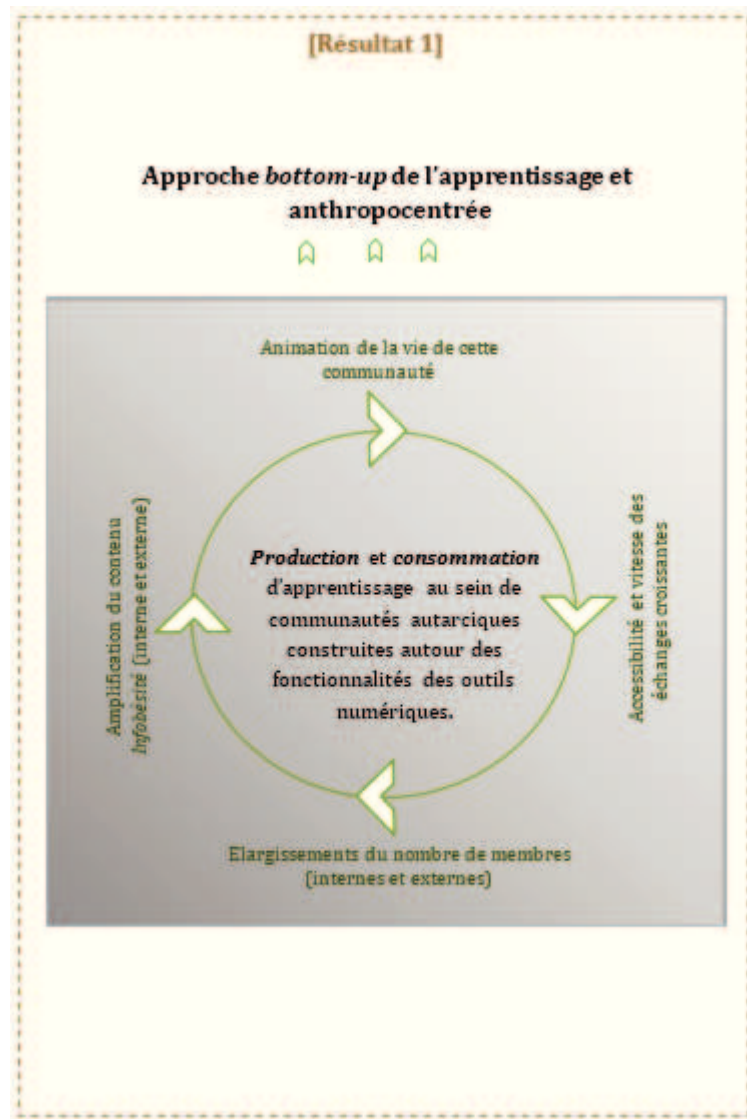 [Résultat 1]
Approche bottom-up de l'apprentissage et
anthropocentrée
Animation de la vie de cette
communauté
Amplification du contenu
Infobésité (interne et externe)
Production et consommation
d'apprentissage au sein de
communautés autarciques
construites autour des
fonctionnalités des outils
numériques.
Accessibilité et vitesse des
échanges croissantes
Elargissements du nombre de membres
(internes et externes)